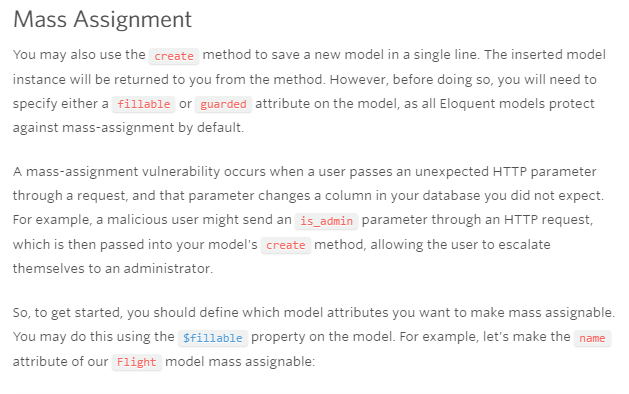 Mass Assignment
You may also use the create method to save a new model in a single line. The inserted model
instance will be returned to you from the method. However, before doing so, you will need to
specify either a fillable or guarded attribute on the model, as all Eloquent models protect
against mass-assignment by default.
A mass-assignment vulnerability occurs when a user passes an unexpected HTTP parameter
through a request, and that parameter changes a column in your database you did not expect.
For example, a malicious user might send an is_admin parameter through an HTTP request,
which is then passed into your model's create method, allowing the user to escalate
themselves to an administrator.
So, to get started, you should define which model attributes you want to make mass assignable.
You may do this using the $fillable property on the model. For example, let's make the name
attribute of our Flight model mass assignable: